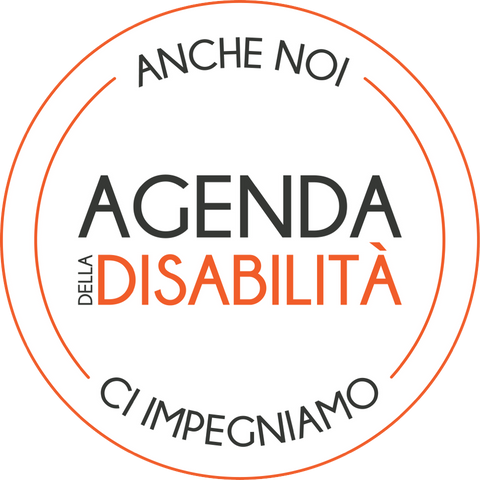 ANCHE NOI
AGENDA
DELLA DISABILITÀ
CI IMPEGNIAMO